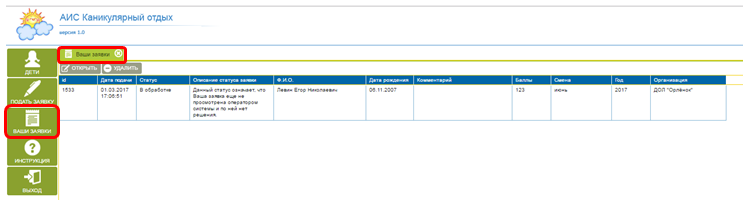 АИС Каникулярный отдых
версия 1.0
Ваши заявки
ОТКРЫТЬ УДАЛИТЬ
ДЕТИ
ПОДАТЬ ЗАЯВКУ
ВАШИ ЗАЯВКИ
ИНСТРУКЦИЯ
ВЫХОД
id Дата подачи Статус Описание статуса заявки Ф.И.О. Дата рождения Комментарий Баллы Смена Год Организация
1533 01.03.2017 В обработке Данный статус означает, что Левин Егор Николаевич 06.11.2007 123 июнь 2017 ДОЛ "Орлёнок"
17:06:51 Ваша заявка еще не
просмотрена оператором
системы и по ней нет
решения.